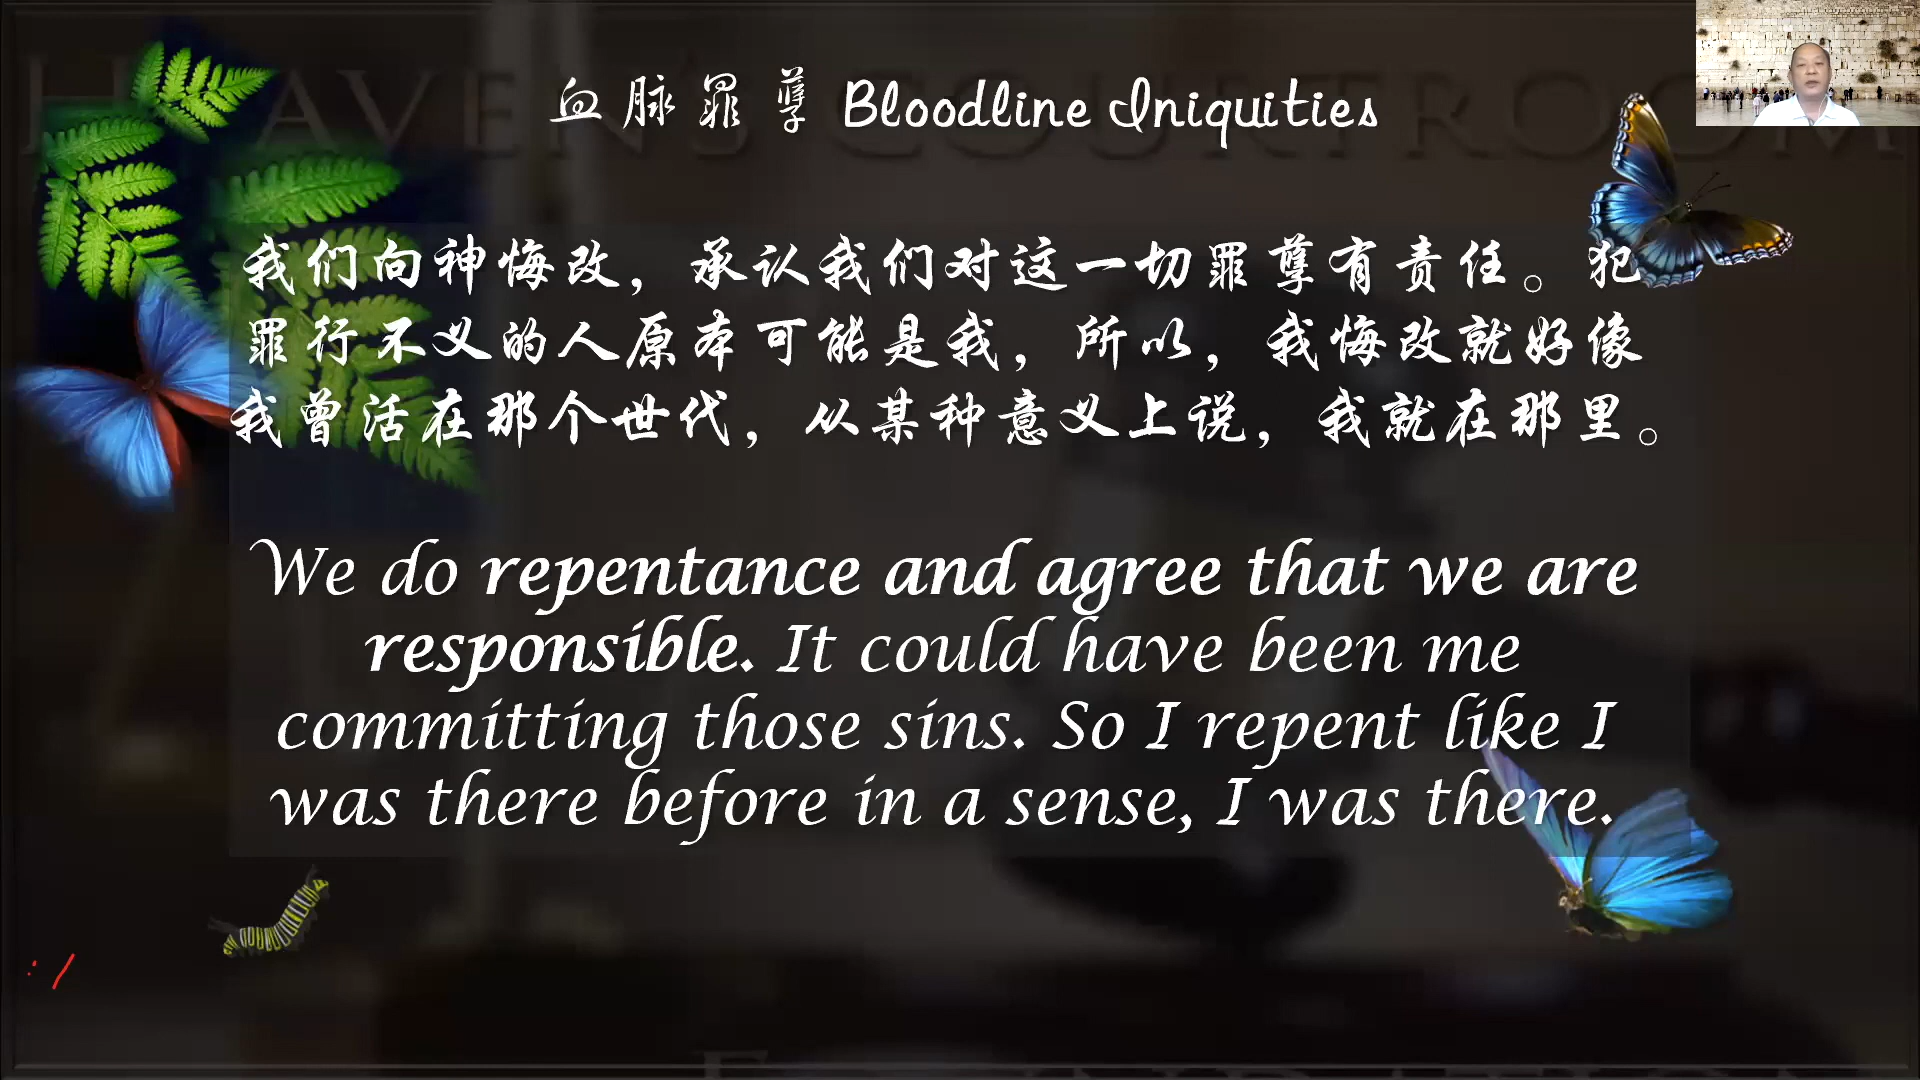 HEAVEN'S COURTROOM
血脉罪孽 Bloodline Iniquities
我们向神悔改，承认我们对这一切罪孽有责任。犯
罪行不义的人原本可能是我，所以，我悔改就好像
我曾活在那个世代，从某种意义上说，我就在那里。
We do repentance and agree that we are
responsible. It could have been me
committing those sins. So I repent like I
was there before in a sense, I was there.